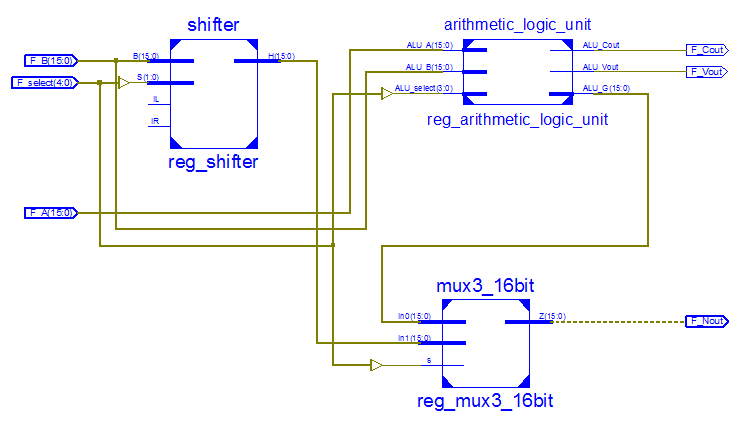 shifter
arithmetic_logic_unit
F_B(15:0)
B(15:0)
H(15:0)
ALU_A(15:0)
ALU_Cout
F_Cout
F_select(4:0)
S(1:0)
ALU_B(15:0)
ALU_Vout
F_Vout
IL
ALU_select(3:0)
ALU_G(15:0)
IR
reg_shifter
reg_arithmetic_logic_unit
F_A(15:0)
mux3_16bit
In0(15:0)
Z(15:0)
F_Nout
In1(15:0)
s
reg_mux3_16bit